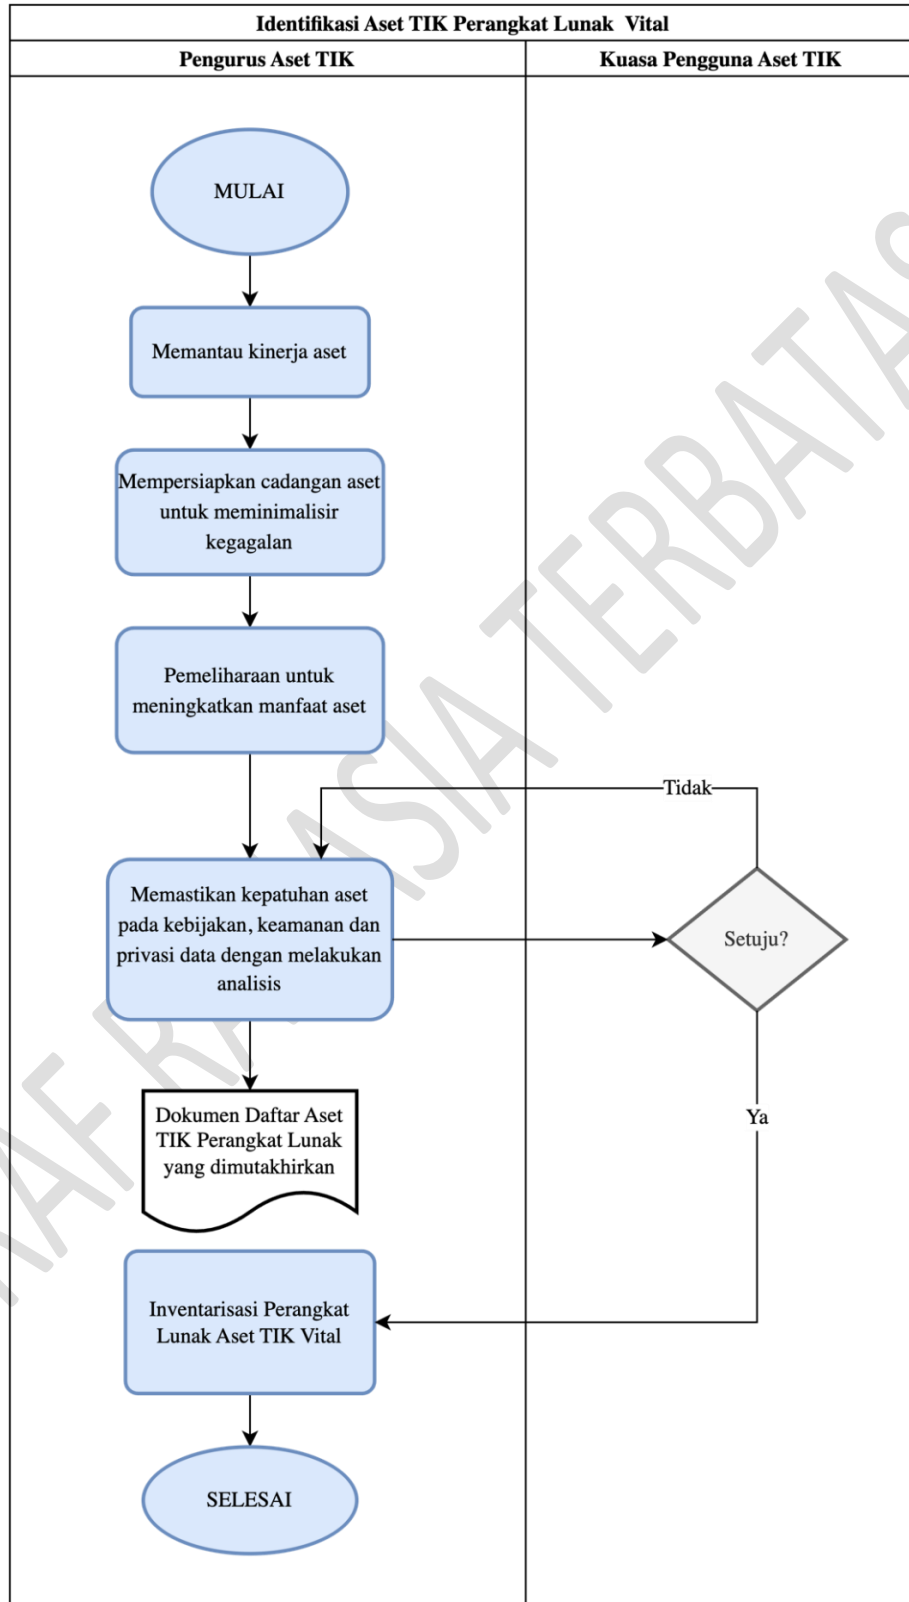 Identifikasi Aset TIK Perangkat Lunak Vital
Pengurus Aset TIK
Kuasa Pengguna Aset TIK
MULAI
Memantau kinerja aset
Mempersiapkan cadangan aset
untuk meminimalisir
kegagalan
Pemeliharaan untuk
meningkatkan manfaat aset
Tidak
Memastikan kepatuhan aset
pada kebijakan, keamanan dan
privasi data dengan melakukan
analisis
Setuju?
Dokumen Daftar Aset
TIK Perangkat Lunak
yang dimutakhirkan
Ya
Inventarisasi Perangkat
Lunak Aset TIK Vital
SELESAI
TERBATAS